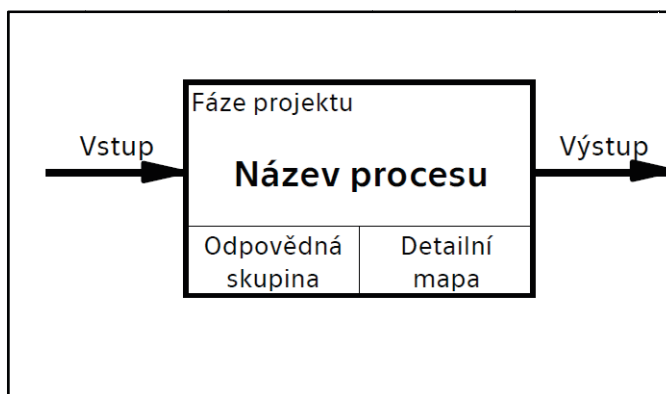 Fáze projektu
Vstup
Výstup
Název procesu
Odpovědná
skupina
Detailní
mapa